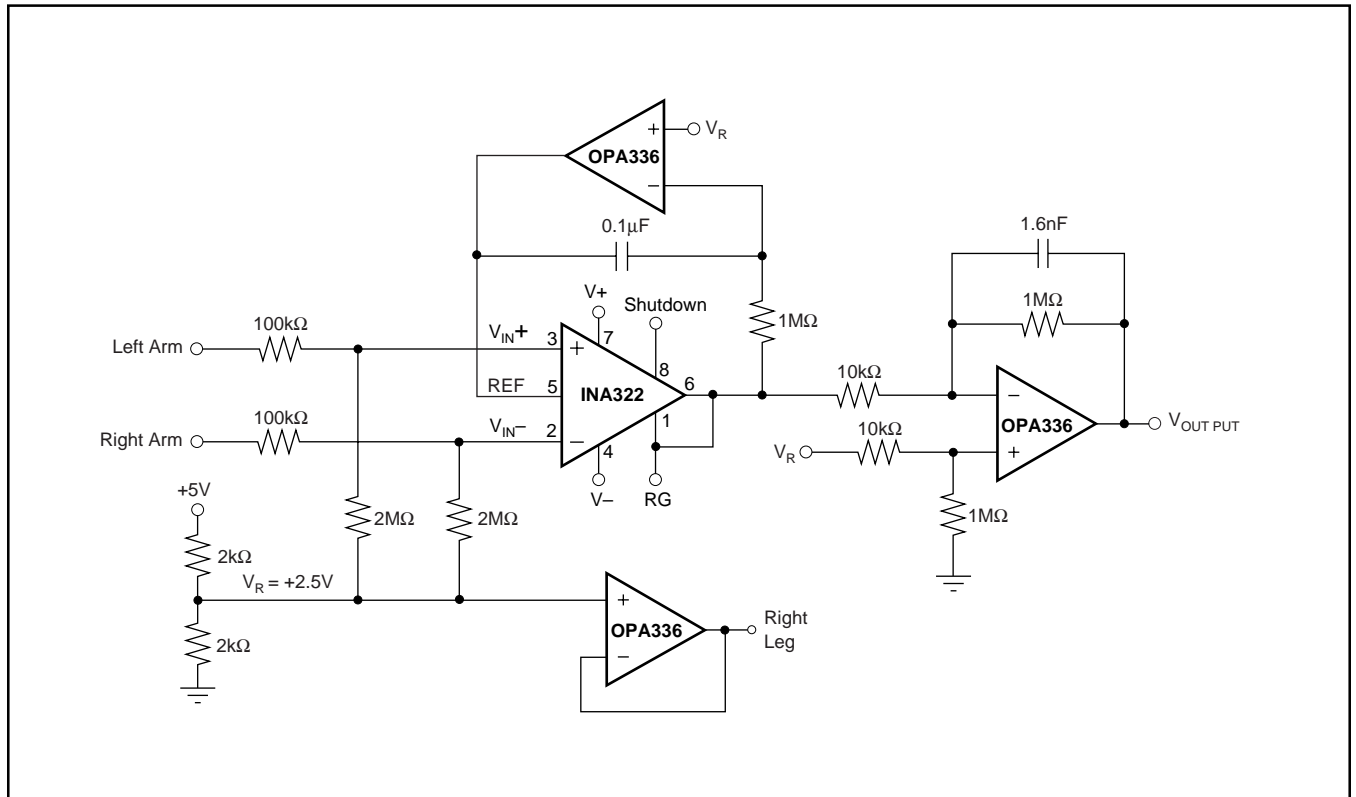 +
V_R
OPA336
−
0.1μF
1.6nF
V+
Shutdown
1MΩ
1MΩ
100kΩ
V_IN+
3
+
7
Left Arm
8
10kΩ
REF
5
INA322
6
−
100kΩ
OPA336
V_OUT PUT
1
10kΩ
V_IN−
2
−
Right Arm
V_R
+
4
+5V
V−
RG
2MΩ
2MΩ
1MΩ
2kΩ
V_R = +2.5V
+
Right
Leg
OPA336
2kΩ
−